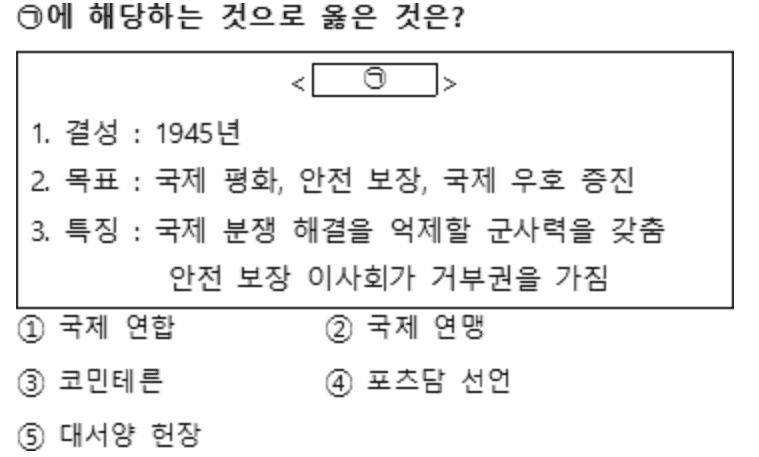 ㉠에 해당하는 것으로 옳은 것은?
< ㉠ >
1. 결성 : 1945년
2. 목표 : 국제 평화, 안전 보장, 국제 우호 증진
3. 특징 : 국제 분쟁 해결을 억제할 군사력을 갖춤
안전 보장 이사회가 거부권을 가짐
① 국제 연합 ② 국제 연맹
③ 코민테른 ④ 포츠담 선언
⑤ 대서양 헌장